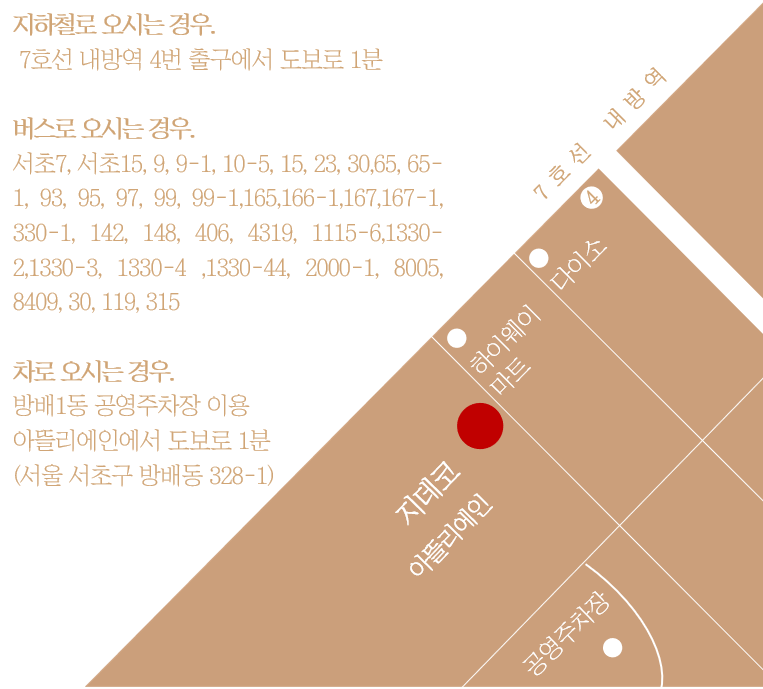 지하철로 오시는 경우.
7호선 내방역 4번 출구에서 도보로 1분
버스로 오시는 경우.
서초7, 서초15, 9, 9-1, 10-5, 15, 23, 30,65, 65-
1, 93, 95, 97, 99, 99-1,165,166-1,167,167-1,
330-1, 142, 148, 406, 4319, 1115-6,1330-
2,1330-3, 1330-4 ,1330-44, 2000-1, 8005,
8409, 30, 119, 315
차로 오시는 경우.
방배1동 공영주차장 이용
아뜰리에인에서 도보로 1분
(서울 서초구 방배동 328-1)
7호선 내방역
4
다이소
하이웨이
마트
지테코
아뜰리에인
공영주차장